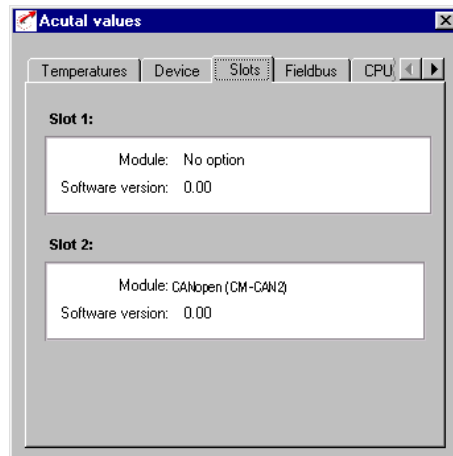 Acutal values
Temperatures Device Slots Fieldbus CPU
Slot 1:
Module: No option
Software version: 0.00
Slot 2:
Module: CANopen (CM-CAN2)
Software version: 0.00